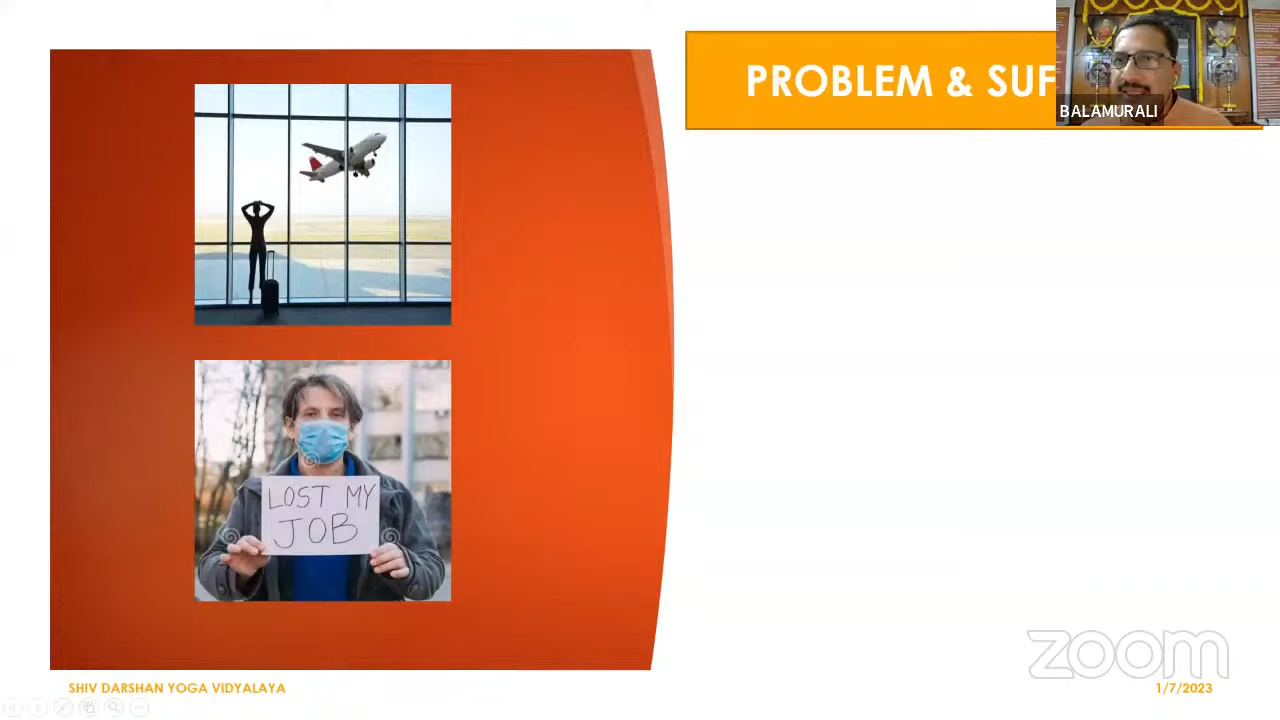 PROBLEM & SUF
BALAMURALI
LOST MY
JOB
zoom
SHIV DARSHAN YOGA VIDYALAYA
1/7/2023